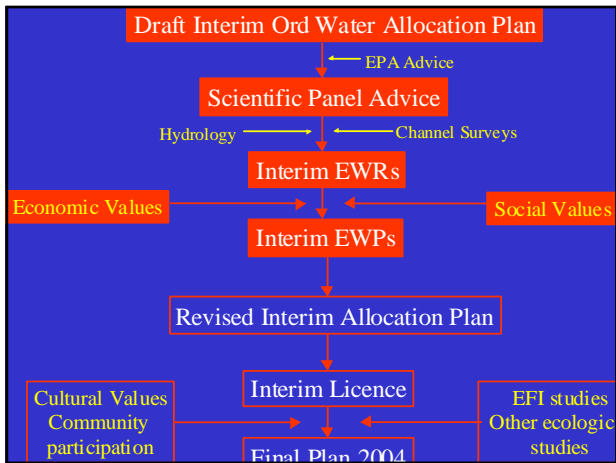 Draft Interim Ord Water Allocation Plan
EPA Advice
Scientific Panel Advice
Hydrology
Channel Surveys
Interim EWRs
Economic Values
Social Values
Interim EWPs
Revised Interim Allocation Plan
Interim Licence
Cultural Values
Community
participation
EFI studies
Other ecologic
studies
Final Plan 2004